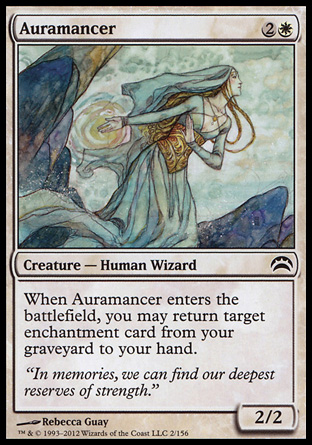 Auramancer 2
Creature — Human Wizard
When Auramancer enters the
battlefield, you may return target
enchantment card from your
graveyard to your hand.
“In memories, we can find our deepest
reserves of strength.”
Rebecca Guay
™ & © 1993–2012 Wizards of the Coast LLC 2/156
2/2